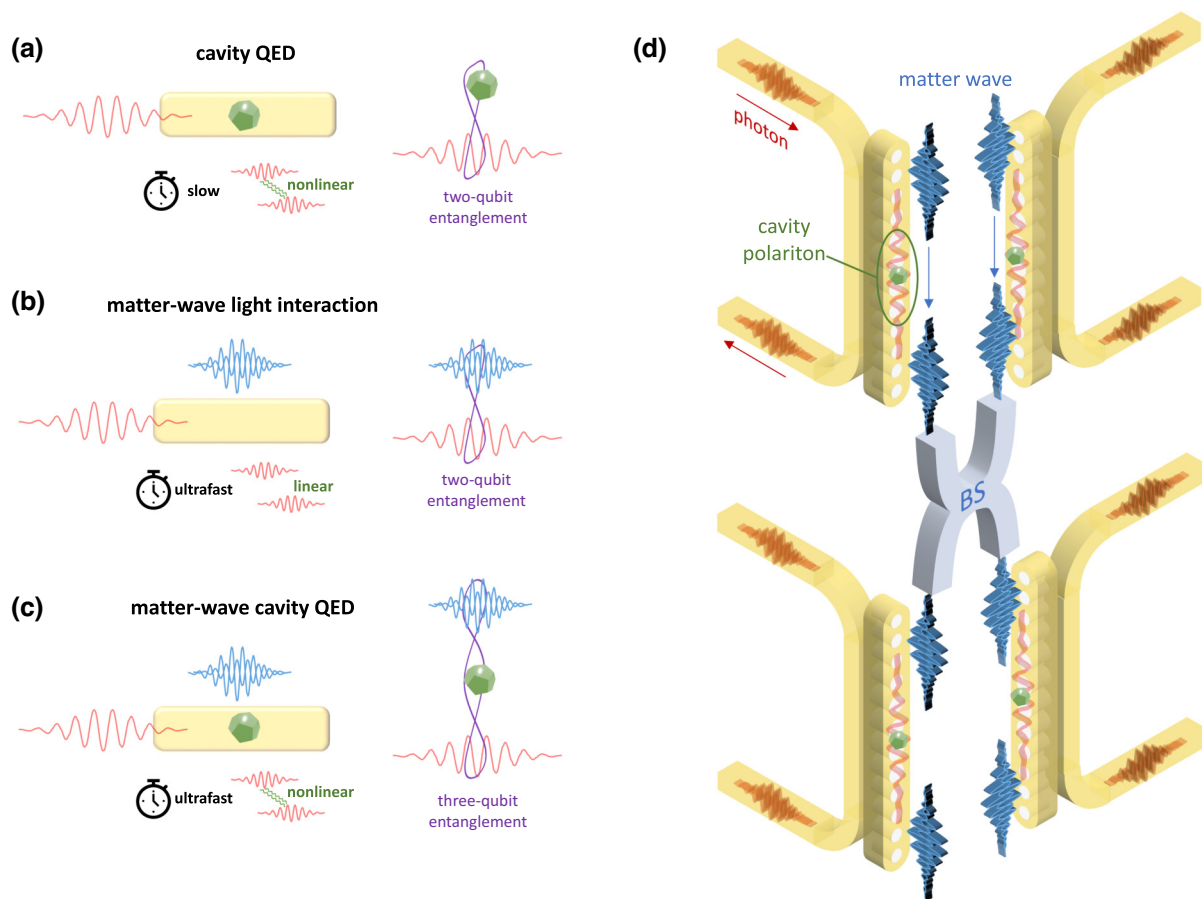 (a)
cavity QED
slow
nonlinear
two-qubit
entanglement
(b)
matter-wave light interaction
ultrafast
linear
two-qubit
entanglement
(c)
matter-wave cavity QED
ultrafast
nonlinear
three-qubit
entanglement
(d)
matter wave
photon
cavity
polariton
BS